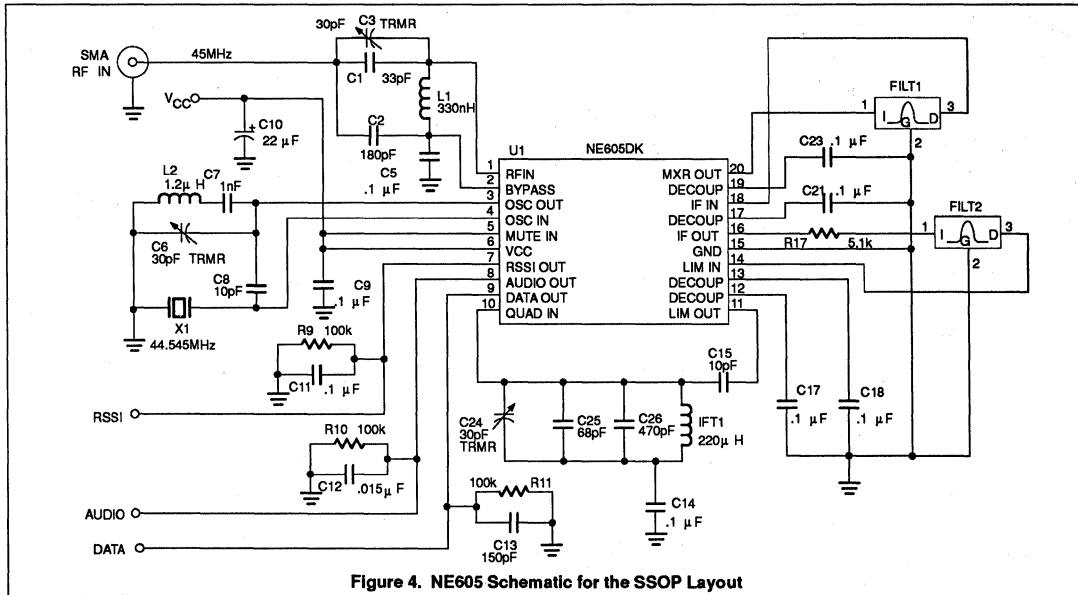 30pF C3 TRMR
SMA
RF IN
45MHz
C1 33pF
L1
330nH
VCC
C10
22 μF
C2
180pF
C5
.1 μF
L2
1.2μ H
C7
1nF
C6
30pF TRMR
C8
10pF
X1
44.545MHz
C9
.1 μF
R9 100k
C11 .1 μF
RSSI
R10 100k
C12 .015μ F
AUDIO
DATA
100k R11
C13
150pF
U1 NE605DK
1 RFIN
2 BYPASS
3 OSC OUT
4 OSC IN
5 MUTE IN
6 VCC
7 RSSI OUT
8 AUDIO OUT
9 DATA OUT
10 QUAD IN
MXR OUT 20
DECOUP 19
IF IN 18
DECOUP 17
IF OUT 16
GND 15
LIM IN 14
DECOUP 13
DECOUP 12
LIM OUT 11
FILT1
1 I G D 3
2
C23 .1 μF
C21 .1 μF
FILT2
1 I G D 3
2
R17 5.1k
C15
10pF
C24
30pF
TRMR
C25
68pF
C26
470pF
IFT1
220μ H
C14
.1 μF
C17
.1 μF
C18
.1 μF
Figure 4. NE605 Schematic for the SSOP Layout